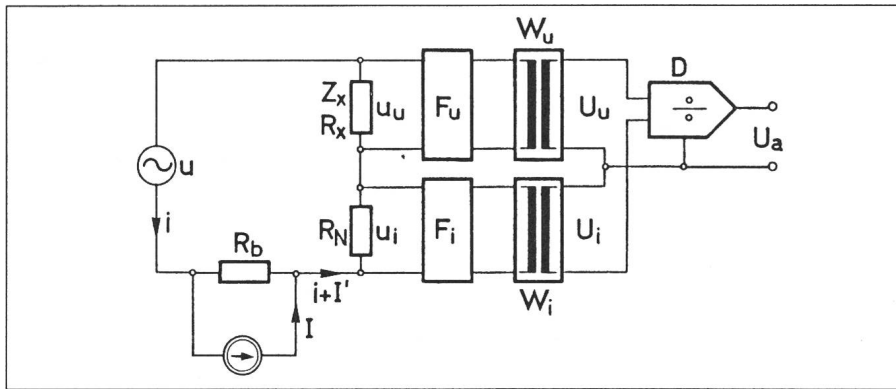 W_u
D
Z_x
R_x
u_u
F_u
U_u
÷
U_a
u
i
R_b
R_N
u_i
F_i
U_i
i+I'
W_i
I